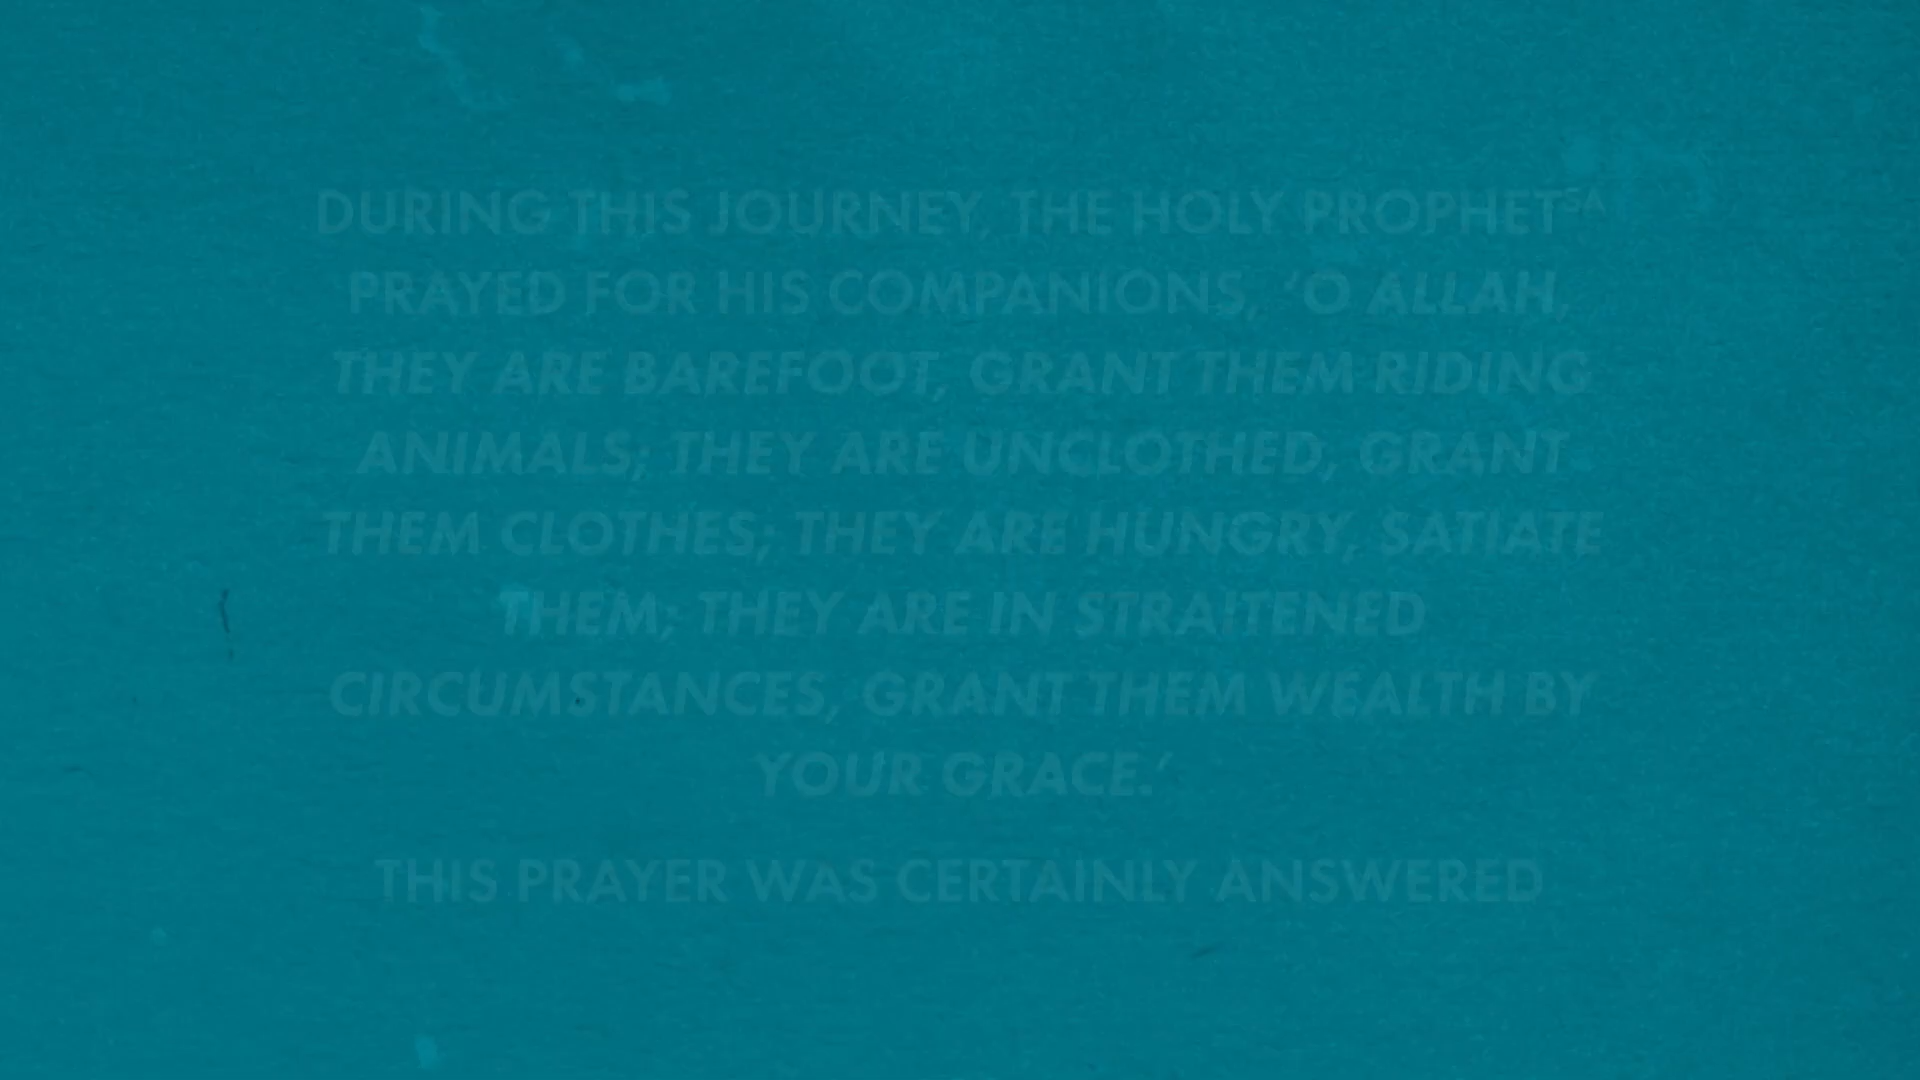 DURING THIS JOURNEY, THE HOLY PROPHETSA
PRAYED FOR HIS COMPANIONS, ‘O ALLAH,
THEY ARE BAREFOOT, GRANT THEM RIDING
ANIMALS; THEY ARE UNCLOTHED, GRANT
THEM CLOTHES; THEY ARE HUNGRY, SATIATE
THEM; THEY ARE IN STRAITENED
CIRCUMSTANCES, GRANT THEM WEALTH BY
YOUR GRACE.’
THIS PRAYER WAS CERTAINLY ANSWERED